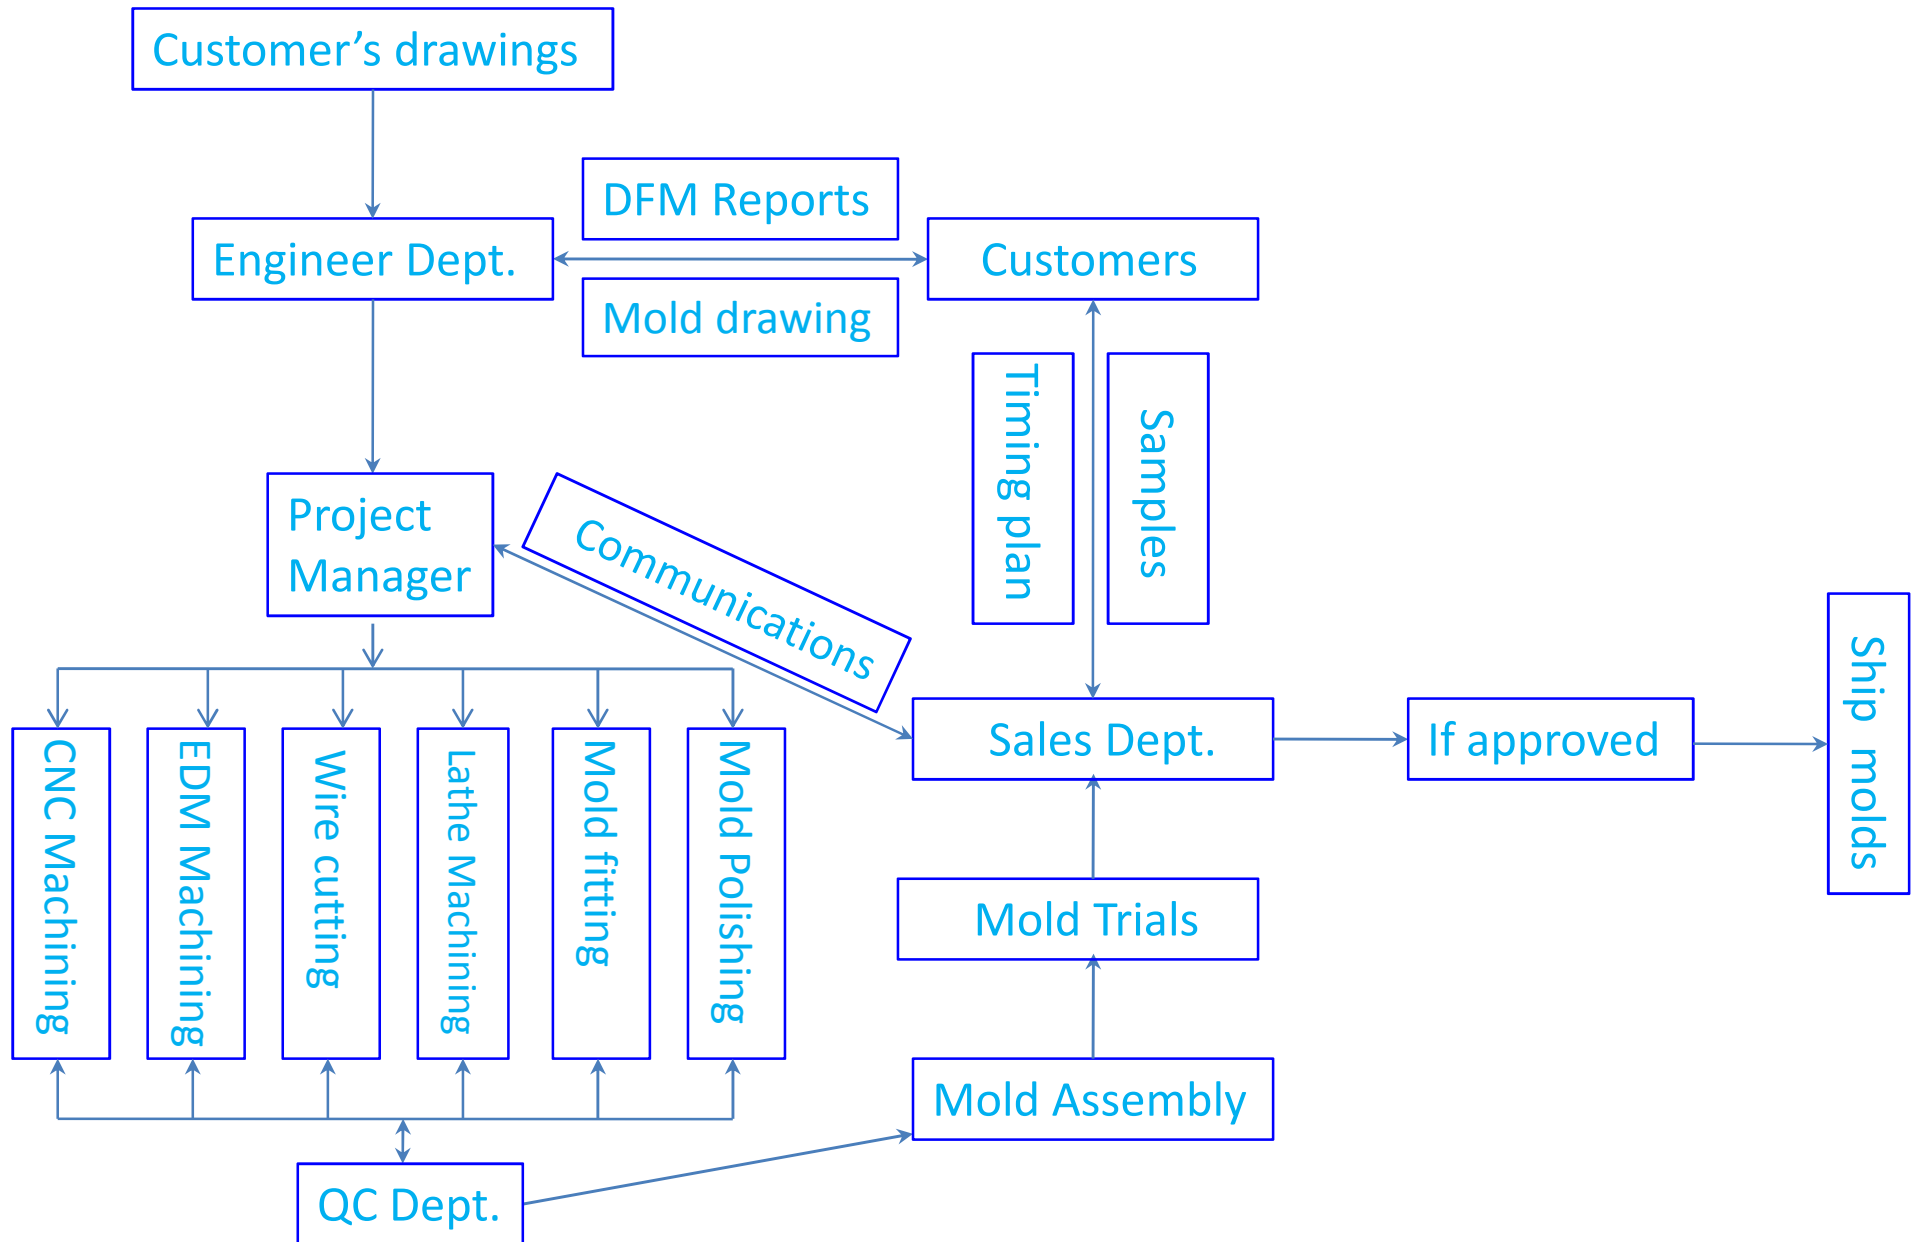 Customer’s drawings
DFM Reports
Engineer Dept.
Customers
Mold drawing
Timing plan
Samples
Project
Manager
Communications
Ship molds
Sales Dept.
If approved
CNC Machining
EDM Machining
Wire cutting
Lathe Machining
Mold fitting
Mold Polishing
Mold Trials
Mold Assembly
QC Dept.